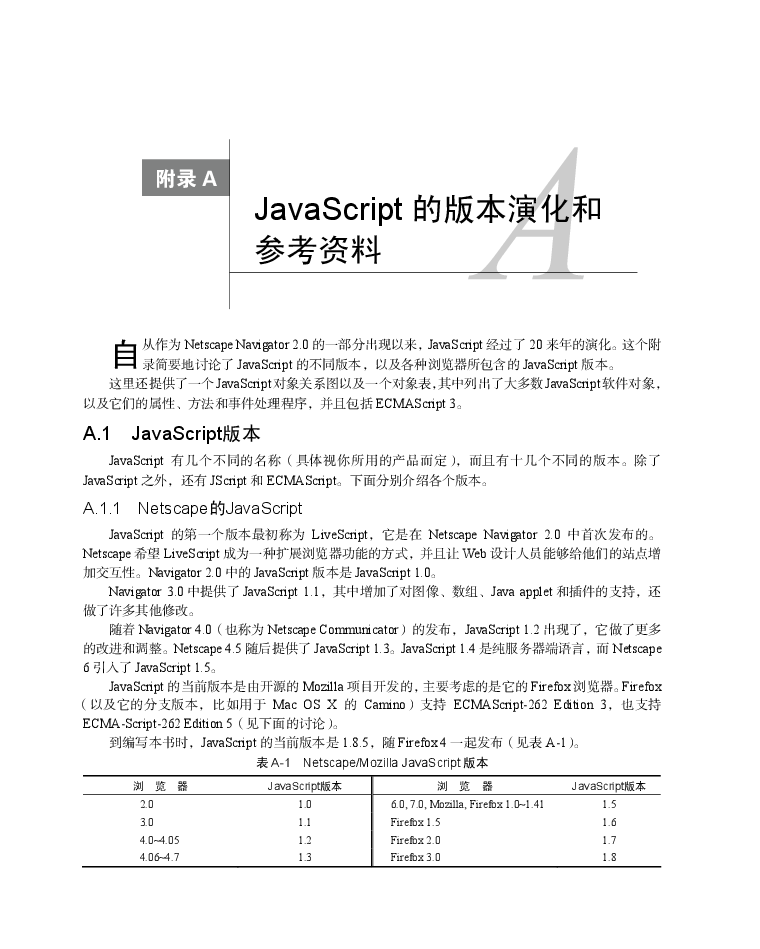 附录 A
A
JavaScript 的版本演化和
参考资料
自从作为 Netscape Navigator 2.0 的一部分出现以来，JavaScript 经过了 20 来年的演化。这个附
录简要地讨论了 JavaScript 的不同版本，以及各种浏览器所包含的 JavaScript 版本。
这里还提供了一个 JavaScript 对象关系图以及一个对象表，其中列出了大多数 JavaScript 软件对象，
以及它们的属性、方法和事件处理程序，并且包括 ECMAScript 3。
A.1 JavaScript版本
JavaScript 有几个不同的名称（具体视你所用的产品而定），而且有十几个不同的版本。除了
JavaScript 之外，还有 JScript 和 ECMAScript。下面分别介绍各个版本。
A.1.1 Netscape的JavaScript
JavaScript 的第一个版本最初称为 LiveScript，它是在 Netscape Navigator 2.0 中首次发布的。
Netscape 希望 LiveScript 成为一种扩展浏览器功能的方式，并且让 Web 设计人员能够给他们的站点增
加交互性。Navigator 2.0 中的 JavaScript 版本是 JavaScript 1.0。
Navigator 3.0 中提供了 JavaScript 1.1，其中增加了对图像、数组、Java applet 和插件的支持，还
做了许多其他修改。
随着 Navigator 4.0（也称为 Netscape Communicator）的发布，JavaScript 1.2 出现了，它做了更多
的改进和调整。Netscape 4.5 随后提供了 JavaScript 1.3。JavaScript 1.4 是纯服务器端语言，而 Netscape
6 引入了 JavaScript 1.5。
JavaScript 的当前版本是由开源的 Mozilla 项目开发的，主要考虑的是它的 Firefox 浏览器。Firefox
（以及它的分支版本，比如用于 Mac OS X 的 Camino）支持 ECMAScript-262 Edition 3，也支持
ECMA-Script-262 Edition 5（见下面的讨论）。
到编写本书时，JavaScript 的当前版本是 1.8.5，随 Firefox 4 一起发布（见表 A-1）。
表 A-1 Netscape/Mozilla JavaScript 版本
浏 览 器 JavaScript版本 浏 览 器 JavaScript版本
2.0 1.0 6.0, 7.0, Mozilla, Firefox 1.0~1.41 1.5
3.0 1.1 Firefox 1.5 1.6
4.0~4.05 1.2 Firefox 2.0 1.7
4.06~4.7 1.3 Firefox 3.0 1.8